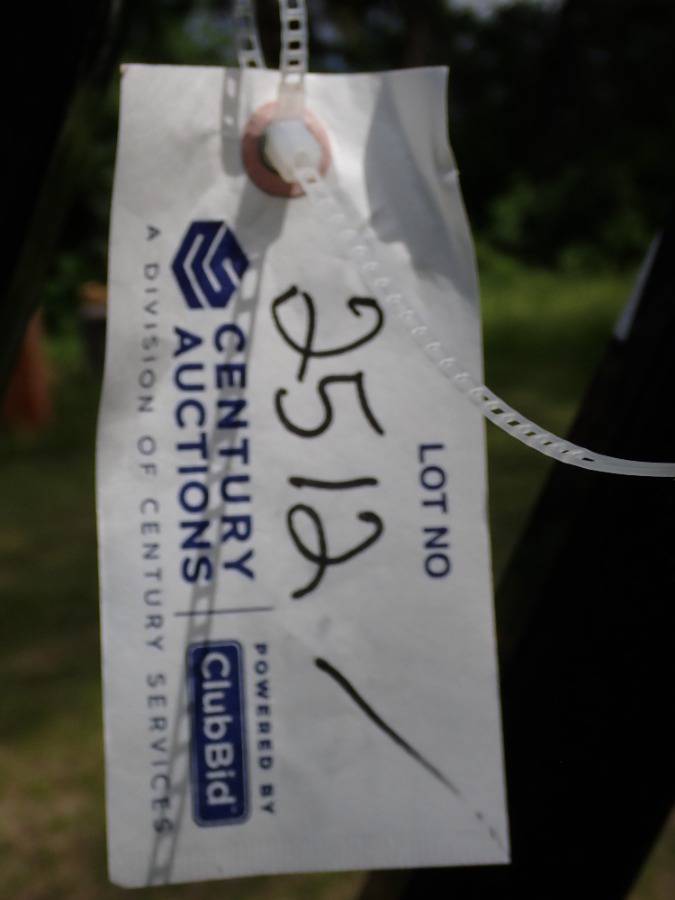 LOT NO
2512 /
CENTURY
AUCTIONS
POWERED BY
ClubBid
A DIVISION OF CENTURY SERVICES